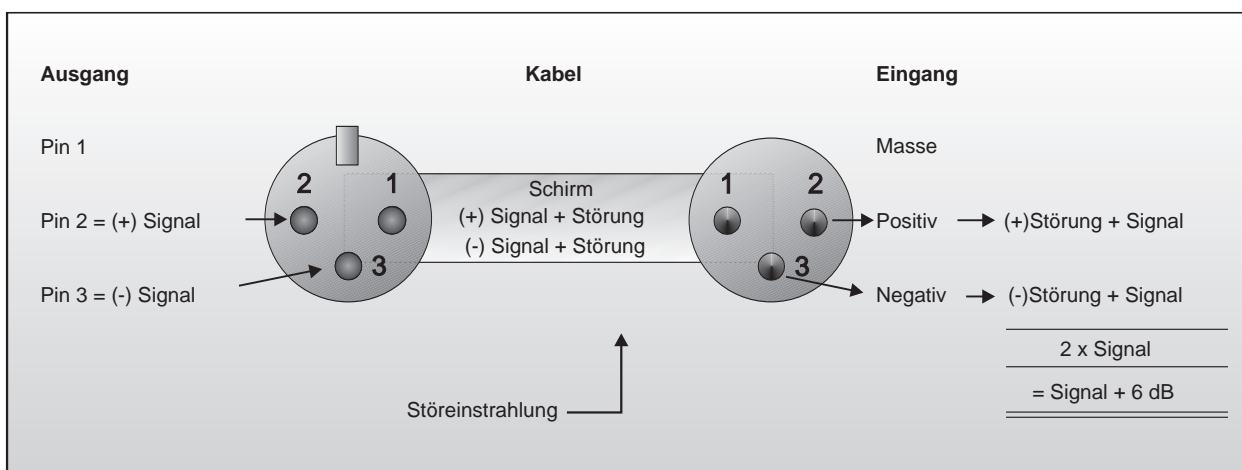 Ausgang
Kabel
Eingang
Pin 1
Masse
2 1
1 2
Schirm
Pin 2 = (+) Signal
(+) Signal + Störung
Positiv
(+)Störung + Signal
(-) Signal + Störung
3
3
Pin 3 = (-) Signal
Negativ
(-)Störung + Signal
2 x Signal
= Signal + 6 dB
Störeinstrahlung